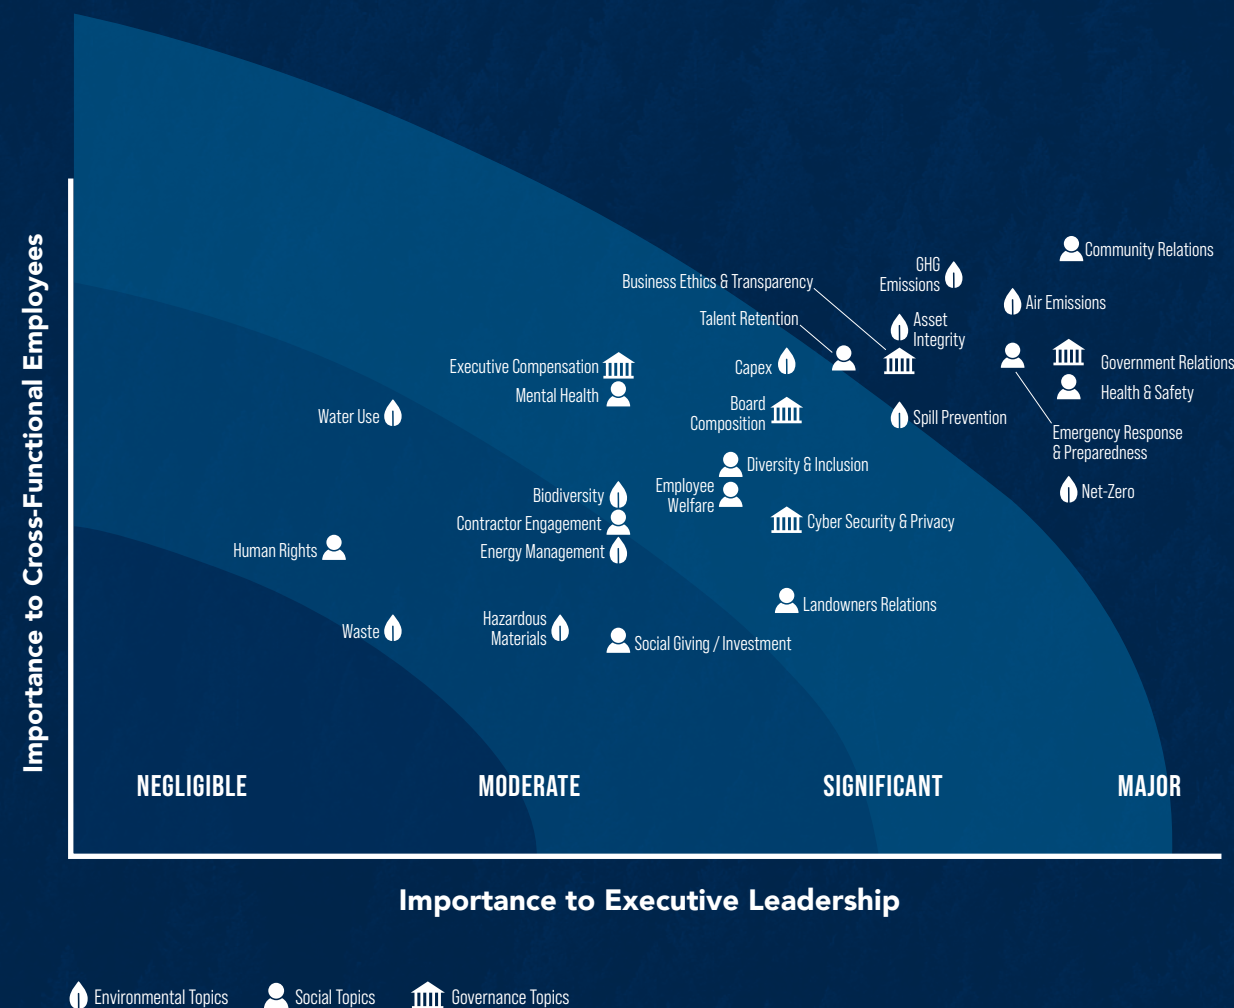 Importance to Cross-Functional Employees
Community Relations
GHG
Emissions
Business Ethics & Transparency
Air Emissions
Talent Retention
Asset
Integrity
Executive Compensation
Capex
Government Relations
Mental Health
Health & Safety
Board
Composition
Water Use
Spill Prevention
Emergency Response
& Preparedness
Diversity & Inclusion
Employee
Welfare
Net-Zero
Biodiversity
Contractor Engagement
Cyber Security & Privacy
Human Rights
Energy Management
Landowners Relations
Hazardous
Materials
Waste
Social Giving / Investment
NEGLIGIBLE
MODERATE
SIGNIFICANT
MAJOR
Importance to Executive Leadership
Environmental Topics
Social Topics
Governance Topics